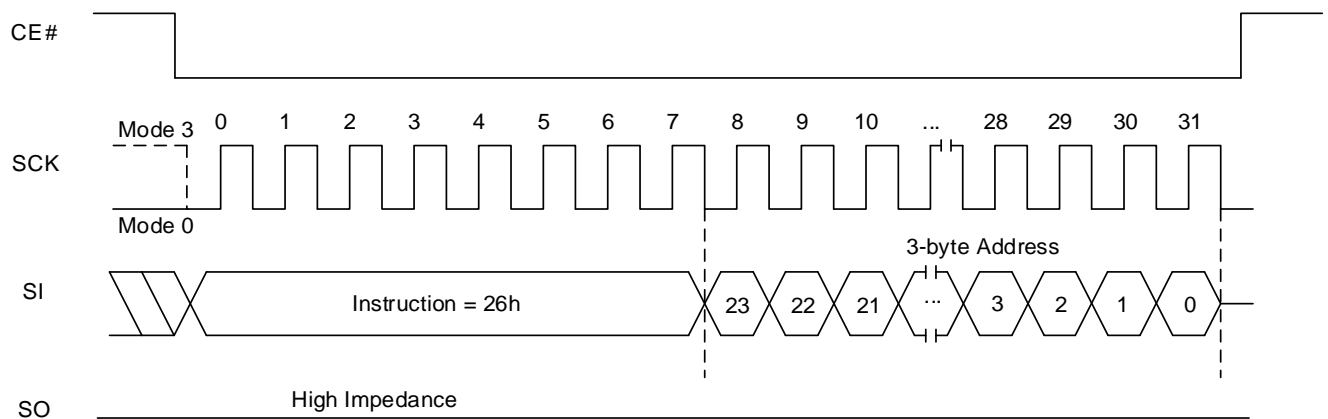 CE#
Mode 3 0 1 2 3 4 5 6 7 8 9 10 ... 28 29 30 31
SCK
Mode 0
3-byte Address
SI Instruction = 26h 23 22 21 ... 3 2 1 0
High Impedance
SO